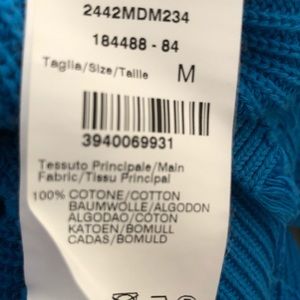 2442MDM234
184488 - 84
Taglia/Size/Taille M
3940069931
Tessuto Principale/Main
Fabric/Tissu Principal
100% COTONE/COTTON
BAUMWOLLE/ALGODON
ALGODAO/COTON
KATOEN/BOMULL
CADAS/BOMULD